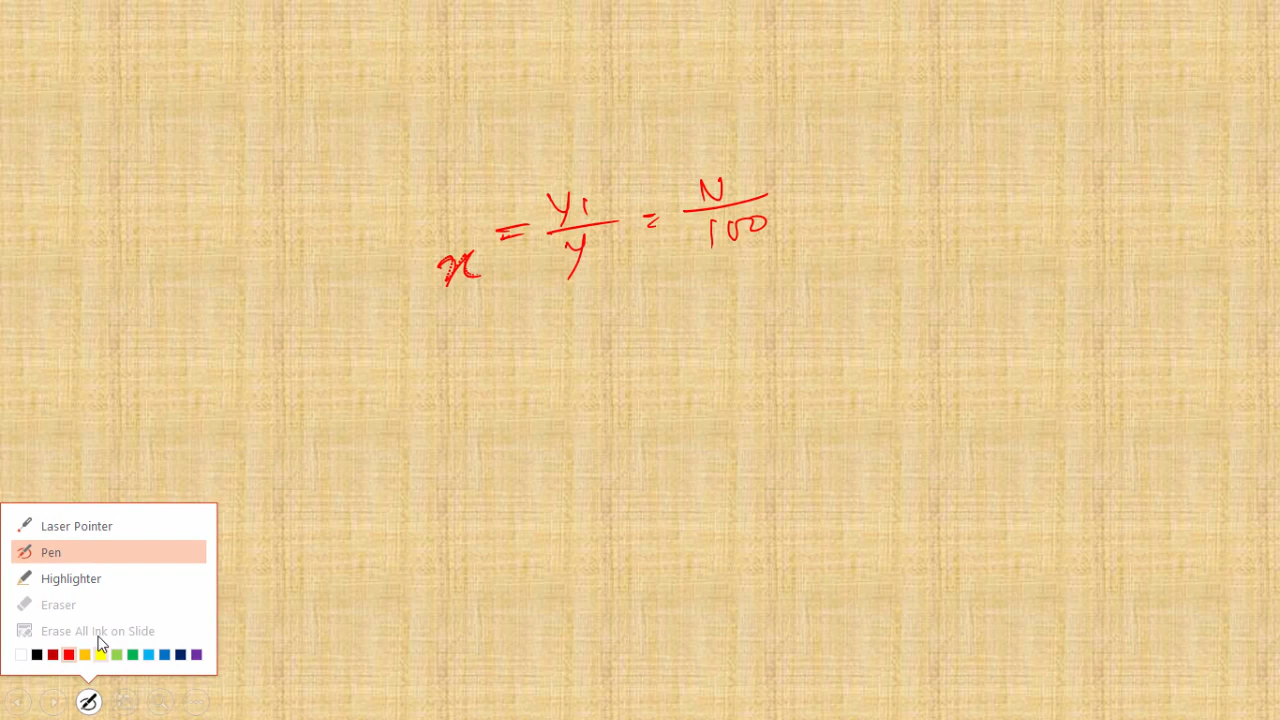 x = y1/y = N/100
Laser Pointer
Pen
Highlighter
Eraser
Erase All Ink on Slide